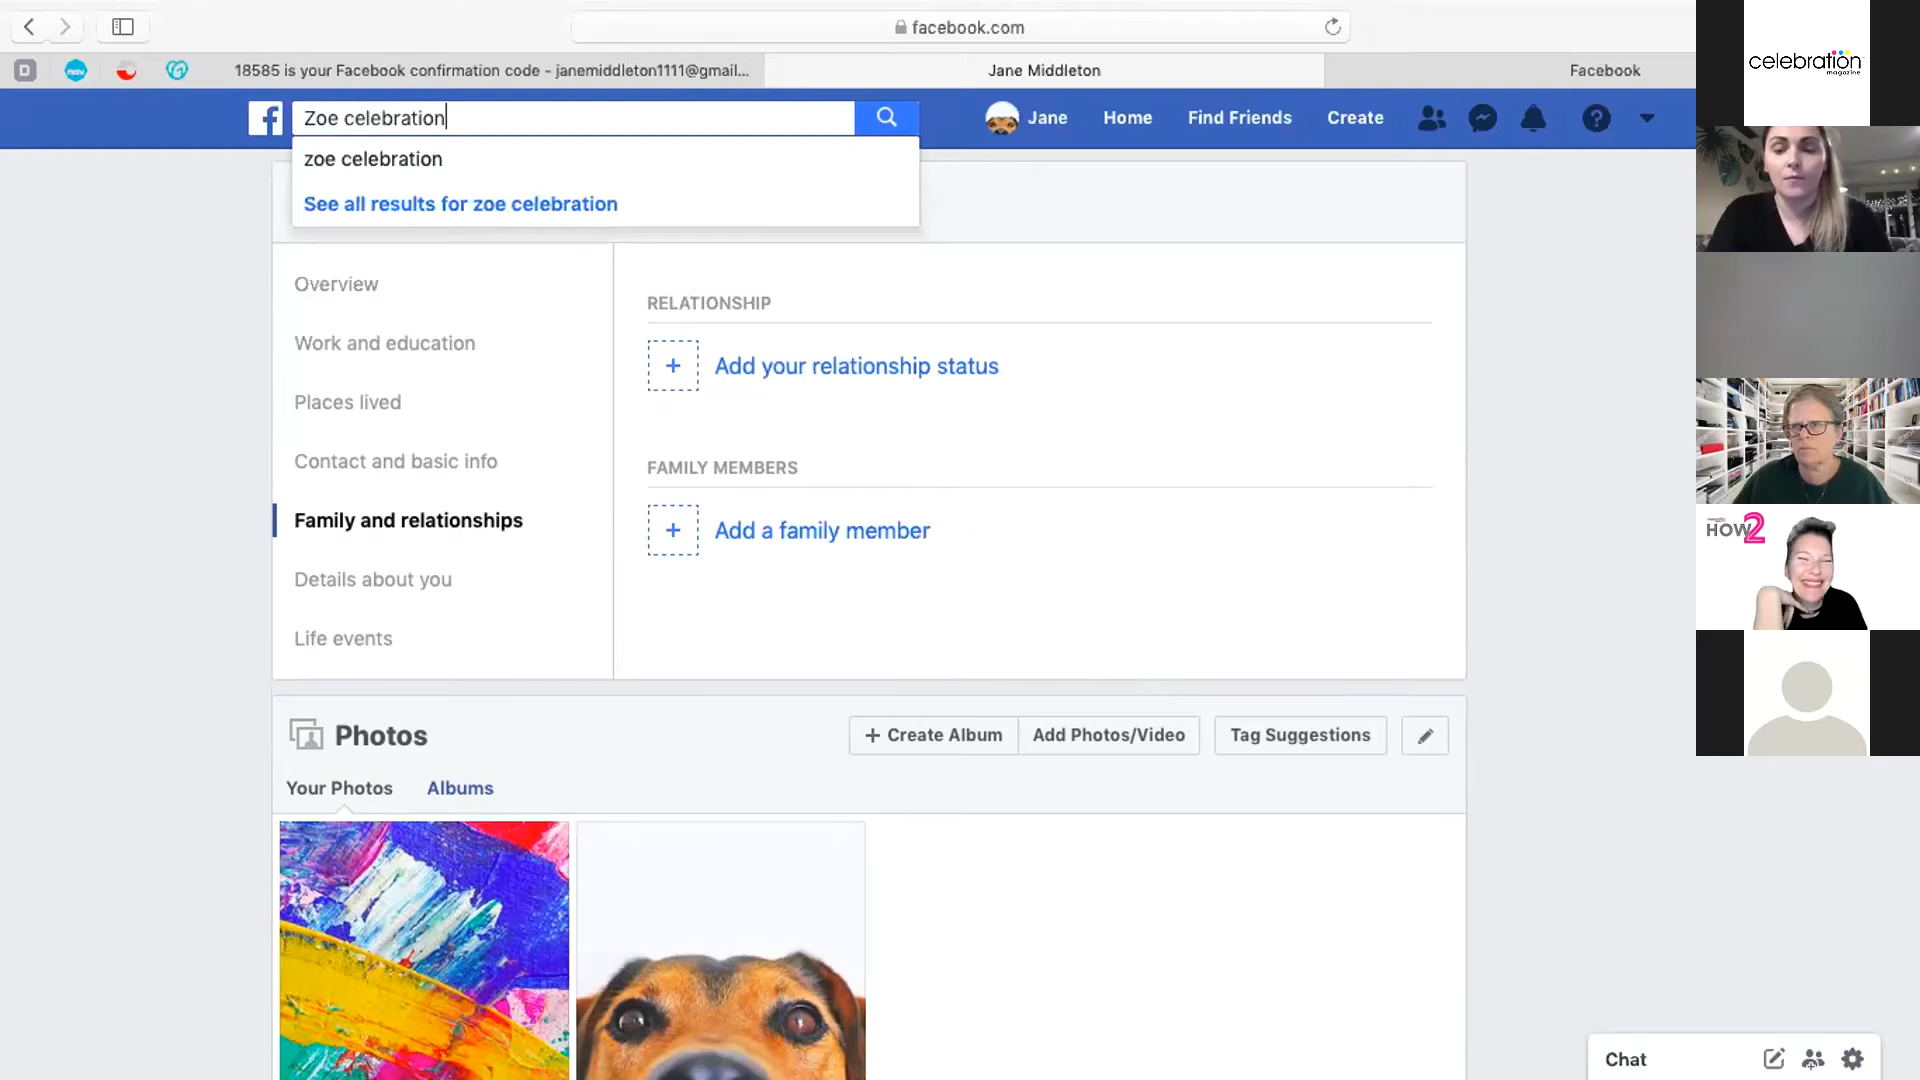 facebook.com
18585 is your Facebook confirmation code - janemiddleton1111@gmail...
Jane Middleton
Facebook
Zoe celebration
Jane
Home
Find Friends
Create
zoe celebration
See all results for zoe celebration
Overview
Work and education
Places lived
Contact and basic info
Family and relationships
Details about you
Life events
RELATIONSHIP
+ Add your relationship status
FAMILY MEMBERS
+ Add a family member
Photos
+ Create Album
Add Photos/Video
Tag Suggestions
Your Photos
Albums
Chat
celebration
magazine
HOW2